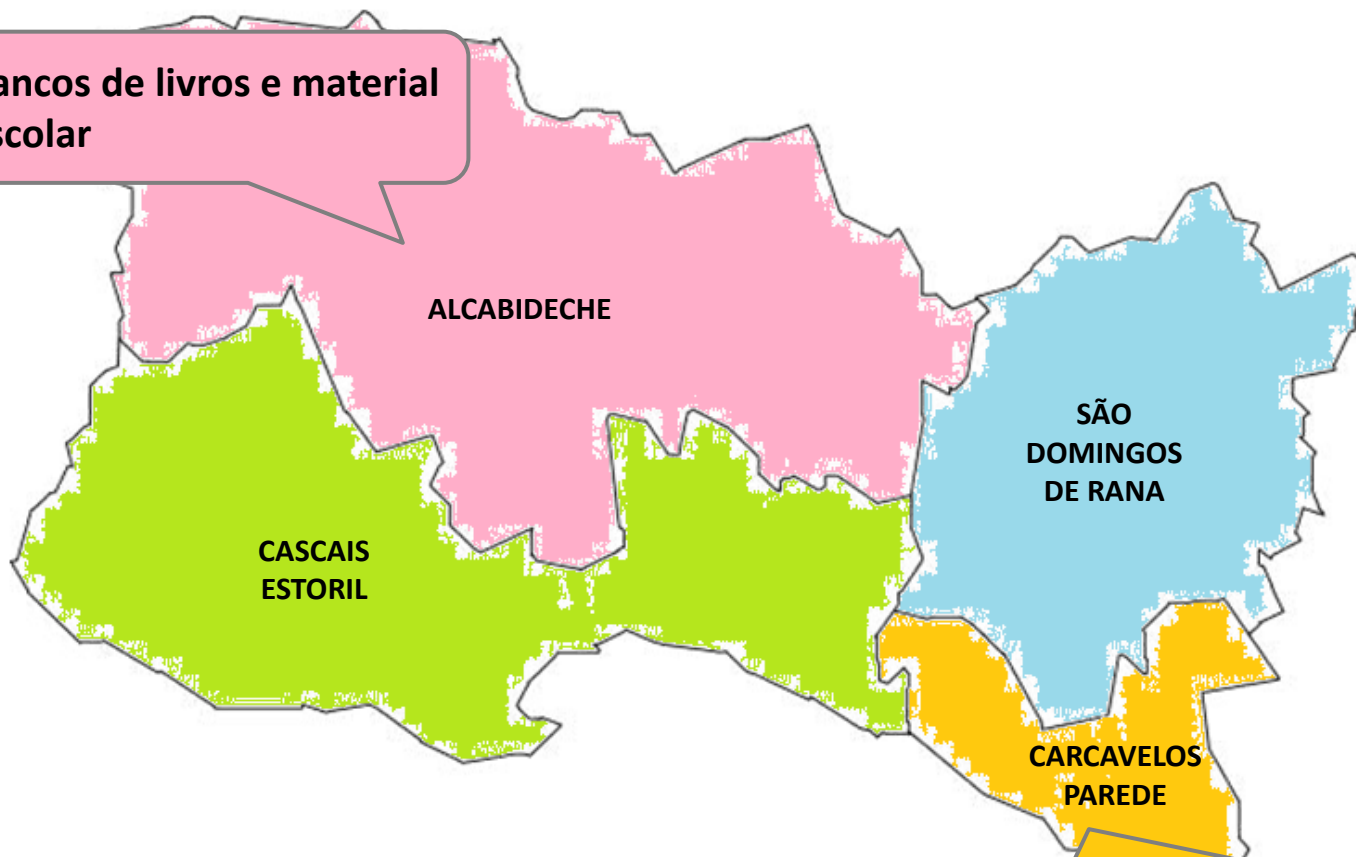 ancos de livros e material
scolar
ALCABIDECHE
SÃO
DOMINGOS
DE RANA
CASCAIS
ESTORIL
CARCAVELOS
PAREDE